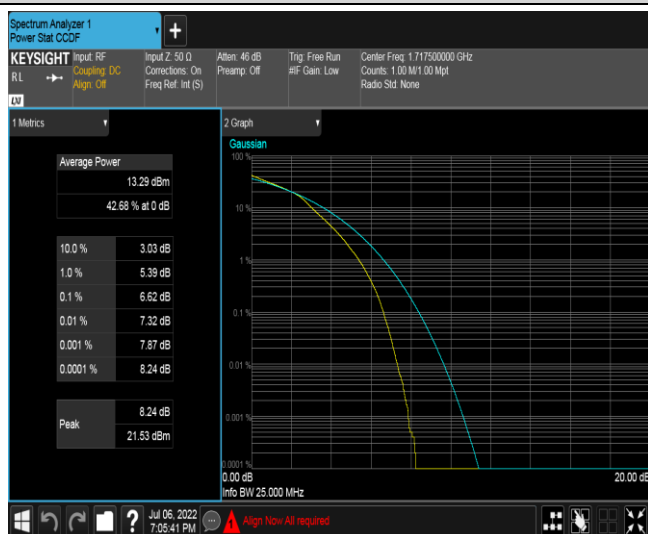 Spectrum Analyzer 1
Power Stat CCDF
+
KEYSIGHT
RL
LXI
Input: RF
Coupling: DC
Align: Off
Input Z: 50 Ω
Corrections: On
Freq Ref: Int (S)
Atten: 46 dB
Preamp: Off
Trig: Free Run
#IF Gain: Low
Center Freq: 1.717500000 GHz
Counts: 1.00 M/1.00 Mpt
Radio Std: None
1 Metrics
Average Power
13.29 dBm
42.68 % at 0 dB
10.0 % 3.03 dB
1.0 % 5.39 dB
0.1 % 6.62 dB
0.01 % 7.32 dB
0.001 % 7.87 dB
0.0001 % 8.24 dB
Peak
8.24 dB
21.53 dBm
2 Graph
Gaussian
100 %
10 %
1 %
0.1 %
0.01 %
0.001 %
0.0001 %
0.00 dB
20.00 dB
Info BW 25.000 MHz
?
Jul 06, 2022
7:05:41 PM
Align Now All required